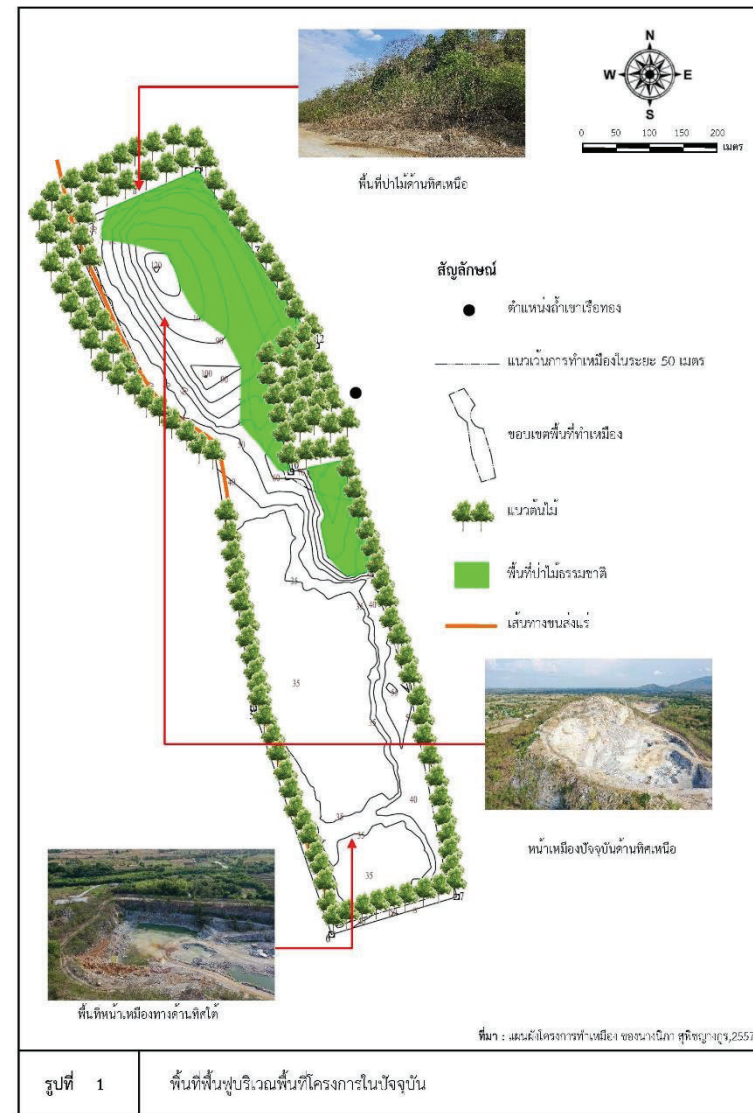 N
W E
S
0 50 100 150 200
เมตร
พื้นที่ป่าไม้ด้านทิศเหนือ
สัญลักษณ์
ตำแหน่งถ้ำเขาเรือทอง
แนวเว้นการทำเหมืองในระยะ 50 เมตร
ขอบเขตพื้นที่ทำเหมือง
แนวต้นไม้
พื้นที่ป่าไม้ธรรมชาติ
เส้นทางขนส่งแร่
120
90
100
90
40
35
40
35
35
40
35
35
35
หน้าเหมืองปัจจุบันด้านทิศเหนือ
พื้นที่หน้าเหมืองทางด้านทิศใต้
ที่มา : แผนผังโครงการทำเหมือง ของนางนิภา สุพิชญางกูร,2557
รูปที่ 1
พื้นที่ฟื้นฟูบริเวณพื้นที่โครงการในปัจจุบัน